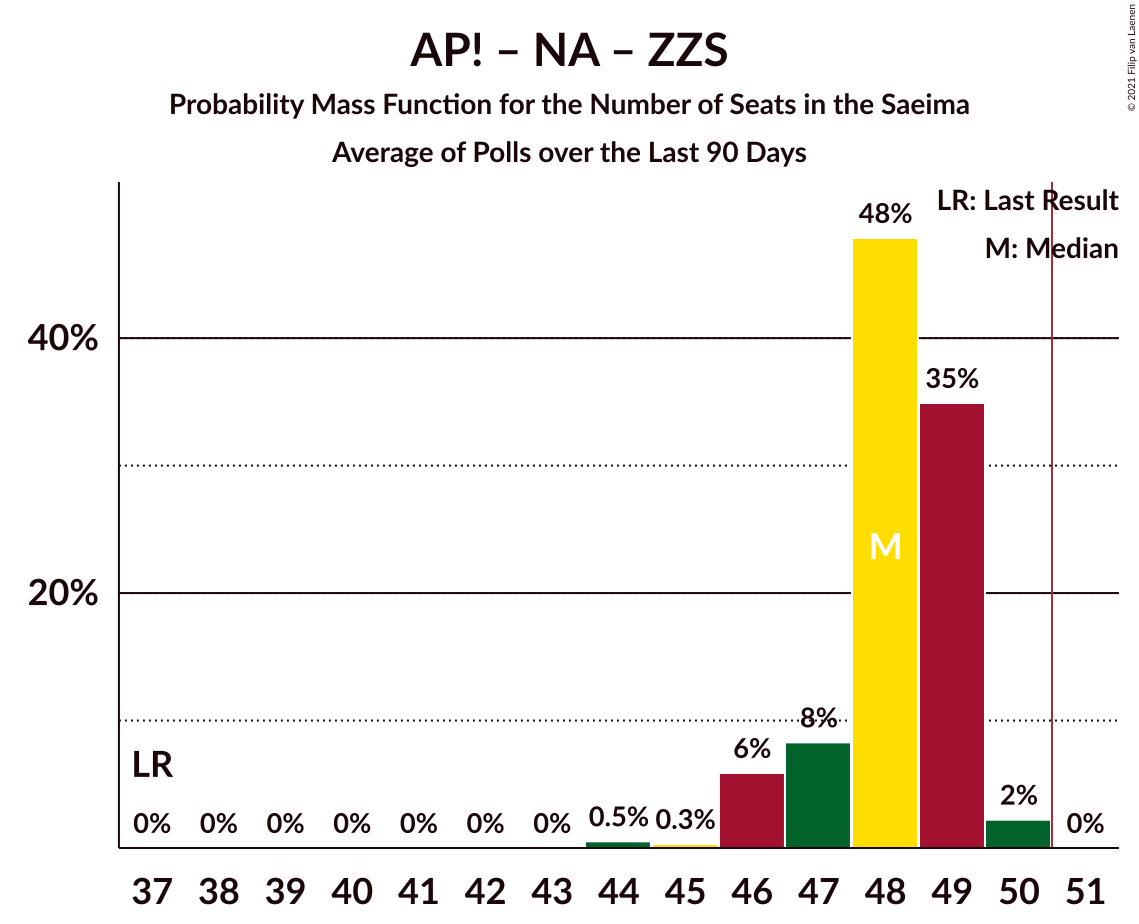 AP! – NA – ZZS
Probability Mass Function for the Number of Seats in the Saeima
Average of Polls over the Last 90 Days
© 2021 Filip van Laenen
LR: Last Result
M: Median
48%
40%
35%
M
20%
8%
6%
LR
2%
0% 0% 0% 0% 0% 0% 0% 0.5% 0.3% 0%
37 38 39 40 41 42 43 44 45 46 47 48 49 50 51